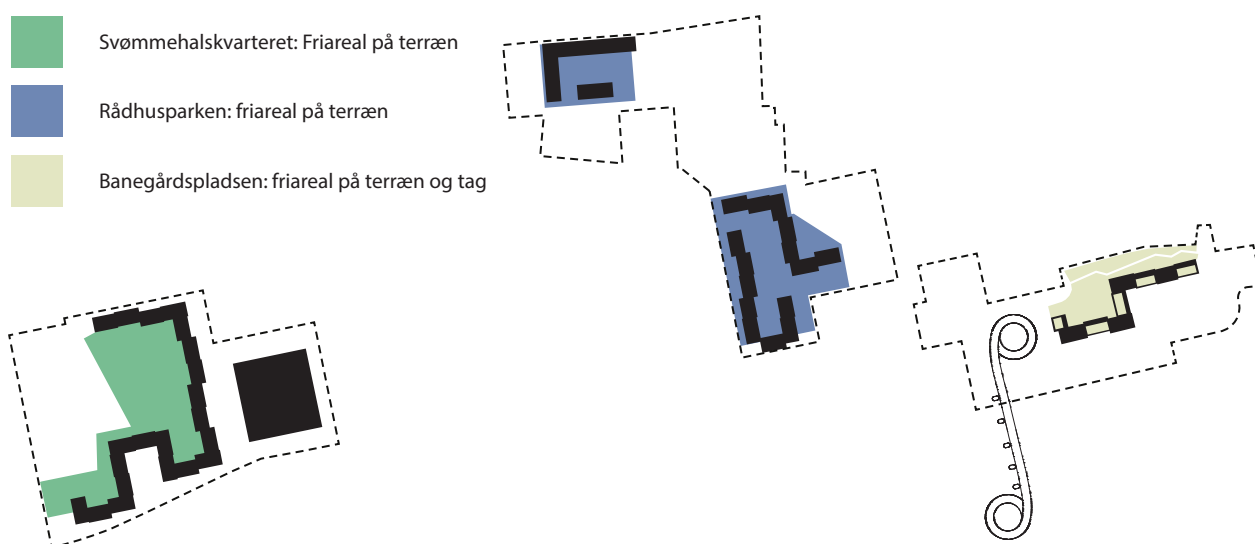 Svømmehalskvarteret: Friareal på terræn
Rådhusparken: friareal på terræn
Banegårdspladsen: friareal på terræn og tag